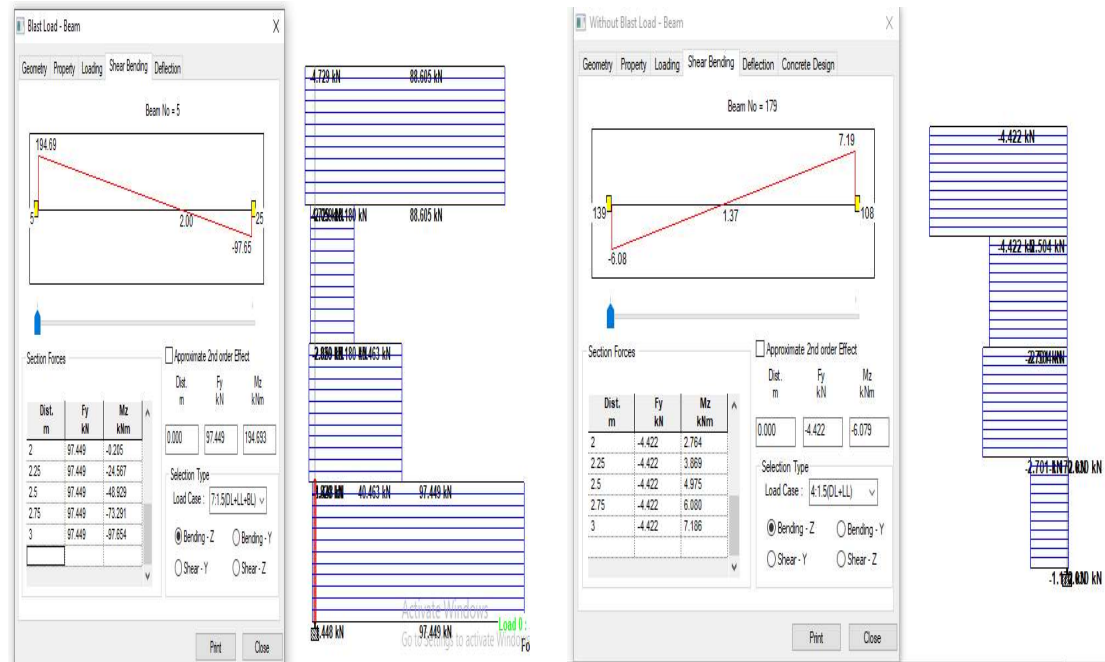 Blast Load - Beam
X
Geometry Property Loading Shear Bending Deflection
Beam No = 5
194.69
5
2.00
25
-97.65
Section Forces
Approximate 2nd order Effect
Dist. Fy Mz
m kN kNm
0.000 97.449 194.693
Dist. Fy Mz
m kN kNm
2 97.449 -0.205
2.25 97.449 -24.567
2.5 97.449 -48.929
2.75 97.449 -73.291
3 97.449 -97.654
Selection Type
Load Case : 7:1.5(DL+LL+BL)
Bending - Z Bending - Y
Shear - Y Shear - Z
Print Close
-4.729 kN 88.605 kN
88.605 kN
40.463 kN 97.449 kN
97.449 kN
Activate Windows
Go to Settings to activate Windows
Load 0 :
Without Blast Load - Beam
X
Geometry Property Loading Shear Bending Deflection Concrete Design
Beam No = 179
7.19
139
1.37
108
-6.08
Section Forces
Approximate 2nd order Effect
Dist. Fy Mz
m kN kNm
0.000 -4.422 -6.079
Dist. Fy Mz
m kN kNm
2 -4.422 2.764
2.25 -4.422 3.869
2.5 -4.422 4.975
2.75 -4.422 6.080
3 -4.422 7.186
Selection Type
Load Case : 4:1.5(DL+LL)
Bending - Z Bending - Y
Shear - Y Shear - Z
Print Close
-4.422 kN